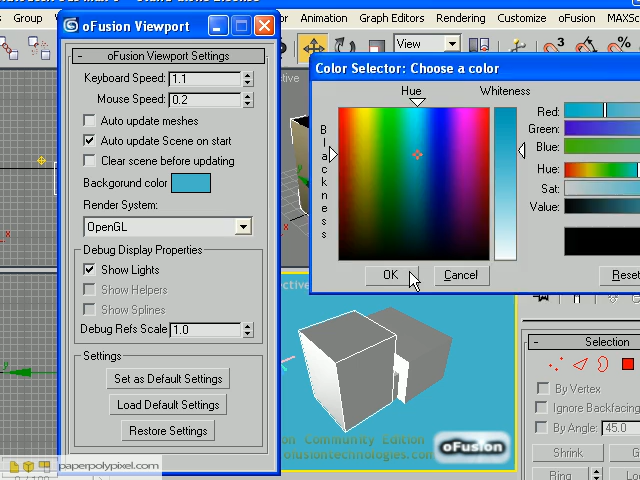 Group
Animation Graph Editors Rendering Customize MAXSc
oFusion Viewport
View
oFusion Viewport Settings
Keyboard Speed: 1.1
Mouse Speed: 0.2
Auto update meshes
Auto update Scene on start
Clear scene before updating
Backgorund color
Render System:
OpenGL
Debug Display Properties
Show Lights
Show Helpers
Show Splines
Debug Refs Scale 1.0
Settings
Set as Default Settings
Load Default Settings
Restore Settings
Color Selector: Choose a color
Hue
Whiteness
Blackness
Red:
Green:
Blue:
Hue:
Sat:
Value:
OK
Cancel
Reset
ective
Selection
By Vertex
Ignore Backfacing
By Angle: 45.0
Shrink
G
Ring
on Community Edition
ofusiontechnologies.com
oFusion
paperpolypixel.com
0 / 100